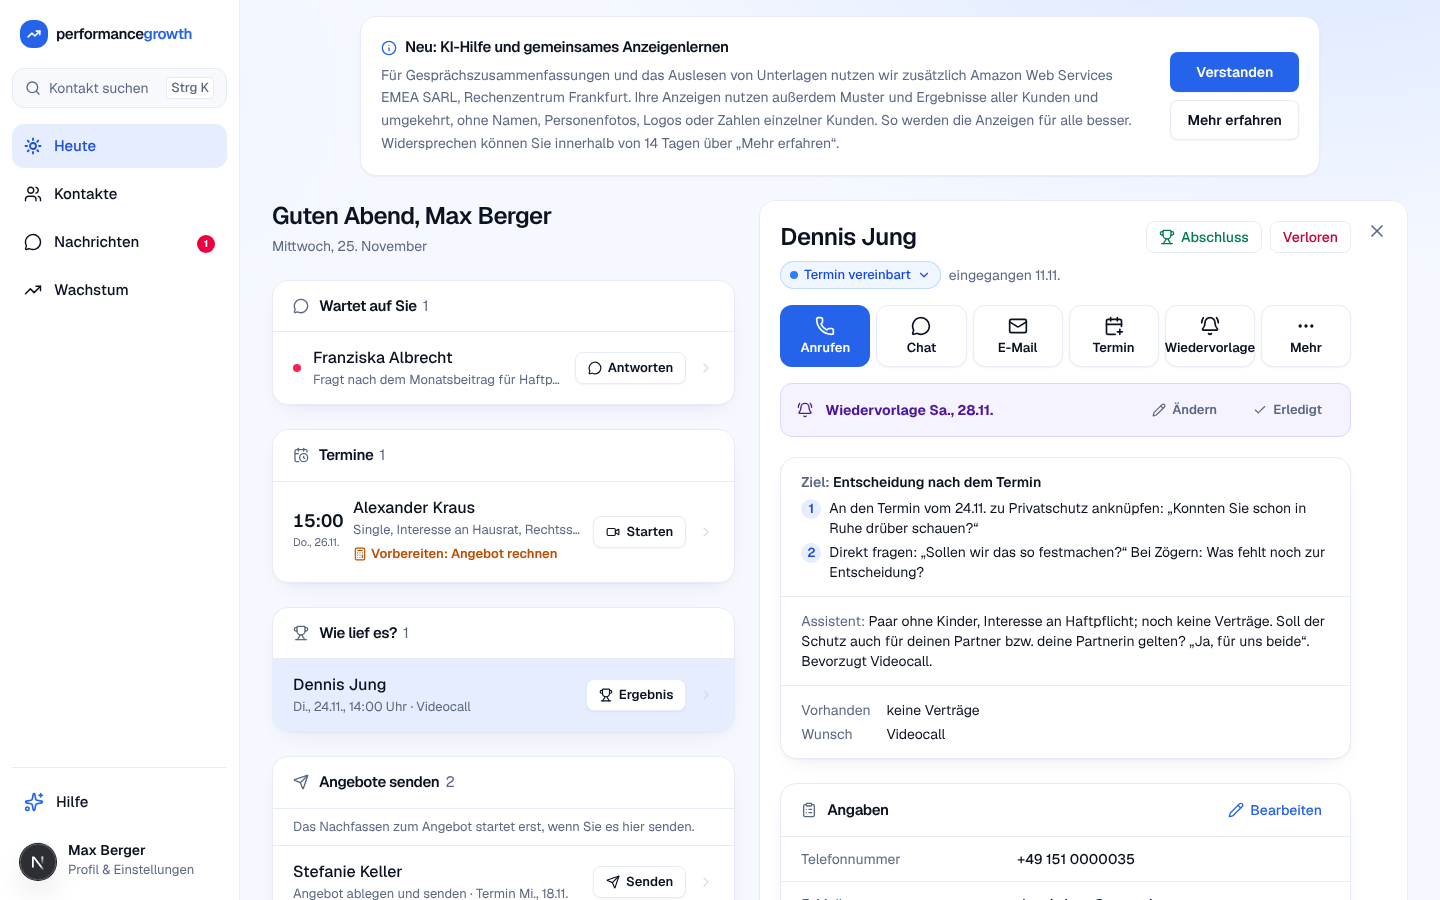 performancegrowth
Kontakt suchen
Strg K
Heute
Kontakte
Nachrichten
1
Wachstum
Hilfe
N
Max Berger
Profil & Einstellungen
Neu: KI-Hilfe und gemeinsames Anzeigenlernen
Für Gesprächszusammenfassungen und das Auslesen von Unterlagen nutzen wir zusätzlich Amazon Web Services
EMEA SARL, Rechenzentrum Frankfurt. Ihre Anzeigen nutzen außerdem Muster und Ergebnisse aller Kunden und
umgekehrt, ohne Namen, Personenfotos, Logos oder Zahlen einzelner Kunden. So werden die Anzeigen für alle besser.
Widersprechen können Sie innerhalb von 14 Tagen über „Mehr erfahren“.
Verstanden
Mehr erfahren
Guten Abend, Max Berger
Mittwoch, 25. November
Wartet auf Sie 1
Franziska Albrecht
Fragt nach dem Monatsbeitrag für Haftp...
Antworten
Termine 1
15:00
Do., 26.11.
Alexander Kraus
Single, Interesse an Hausrat, Rechtss...
Vorbereiten: Angebot rechnen
Starten
Wie lief es? 1
Dennis Jung
Di., 24.11., 14:00 Uhr · Videocall
Ergebnis
Angebote senden 2
Das Nachfassen zum Angebot startet erst, wenn Sie es hier senden.
Stefanie Keller
Angebot ablegen und senden · Termin Mi., 18.11.
Senden
Dennis Jung
Abschluss
Verloren
Termin vereinbart
eingegangen 11.11.
Anrufen
Chat
E-Mail
Termin
Wiedervorlage
Mehr
Wiedervorlage Sa., 28.11.
Ändern
Erledigt
Ziel: Entscheidung nach dem Termin
1 An den Termin vom 24.11. zu Privatschutz anknüpfen: „Konnten Sie schon in
Ruhe drüber schauen?“
2 Direkt fragen: „Sollen wir das so festmachen?“ Bei Zögern: Was fehlt noch zur
Entscheidung?
Assistent: Paar ohne Kinder, Interesse an Haftpflicht; noch keine Verträge. Soll der
Schutz auch für deinen Partner bzw. deine Partnerin gelten? „Ja, für uns beide“.
Bevorzugt Videocall.
Vorhanden keine Verträge
Wunsch Videocall
Angaben
Bearbeiten
Telefonnummer +49 151 0000035